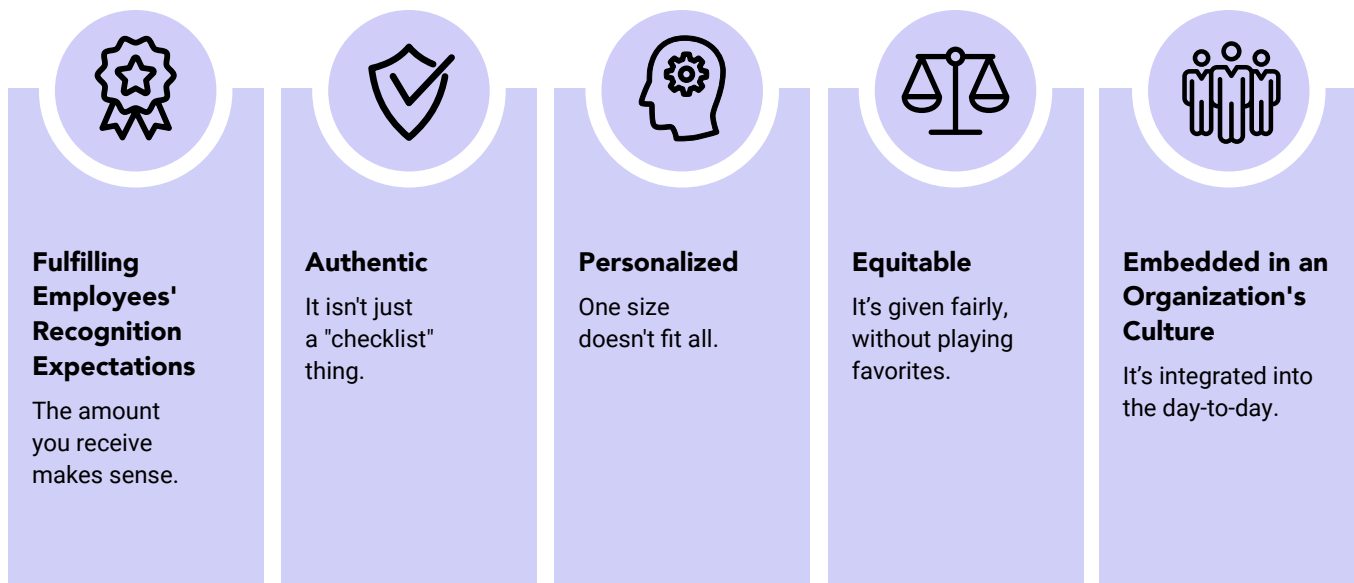 Fulfilling
Employees'
Recognition
Expectations
The amount
you receive
makes sense.
Authentic
It isn't just
a "checklist"
thing.
Personalized
One size
doesn't fit all.
Equitable
It’s given fairly,
without playing
favorites.
Embedded in an
Organization's
Culture
It’s integrated into
the day-to-day.